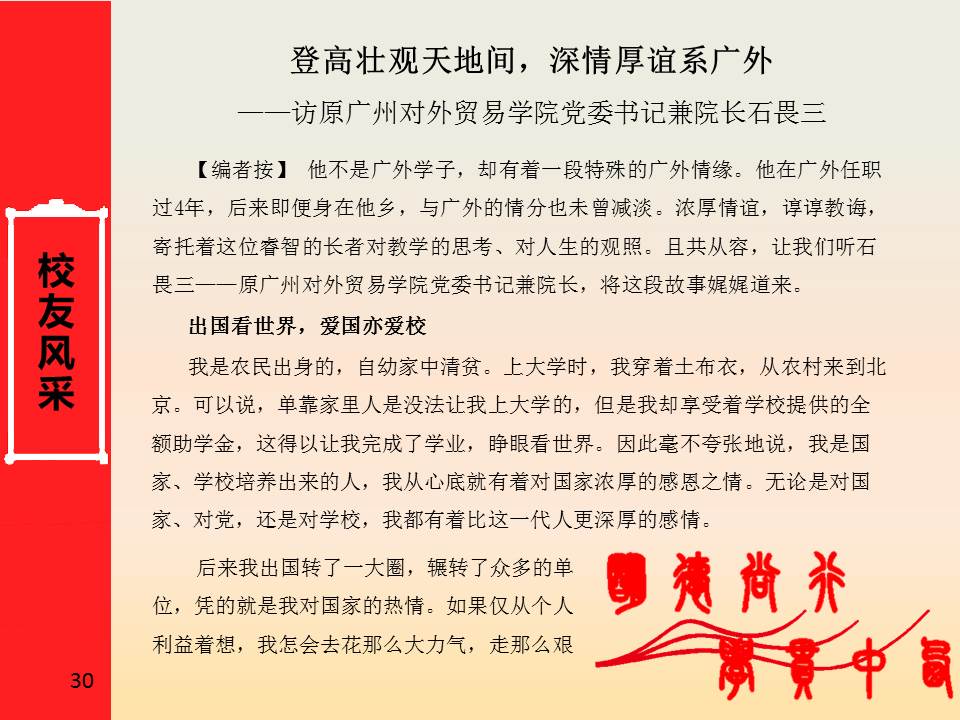 登高壮观天地间，深情厚谊系广外
——访原广州对外贸易学院党委书记兼院长石畏三
【编者按】 他不是广外学子，却有着一段特殊的广外情缘。他在广外任职
过4年，后来即便身在他乡，与广外的情分也未曾减淡。浓厚情谊，谆谆教诲，
寄托着这位睿智的长者对教学的思考、对人生的观照。且共从容，让我们听石
畏三——原广州对外贸易学院党委书记兼院长，将这段故事娓娓道来。
出国看世界，爱国亦爱校
我是农民出身的，自幼家中清贫。上大学时，我穿着土布衣，从农村来到北
京。可以说，单靠家里人是没法让我上大学的，但是我却享受着学校提供的全
额助学金，这得以让我完成了学业，睁眼看世界。因此毫不夸张地说，我是国
家、学校培养出来的人，我从心底就有着对国家浓厚的感恩之情。无论是对国
家、对党，还是对学校，我都有着比这一代人更深厚的感情。
后来我出国转了一大圈，辗转了众多的单
位，凭的就是我对国家的热情。如果仅从个人
利益着想，我怎会去花那么大力气，走那么艰
校友风采
30
明德尚行
學貫中西